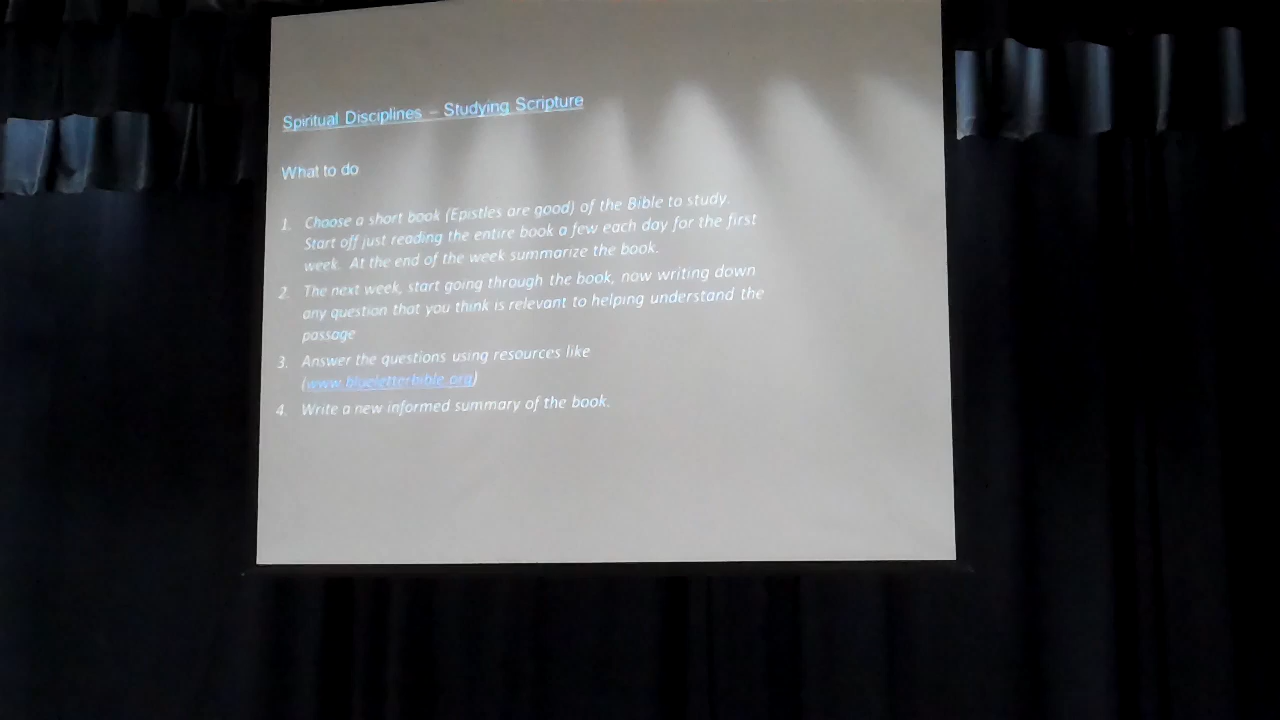 Spiritual Disciplines – Studying Scripture
What to do
1. Choose a short book (Epistles are good) of the Bible to study.
Start off just reading the entire book a few each day for the first
week. At the end of the week summarize the book.
2. The next week, start going through the book, now writing down
any question that you think is relevant to helping understand the
passage
3. Answer the questions using resources like
(www.blueletterbible.org)
4. Write a new informed summary of the book.